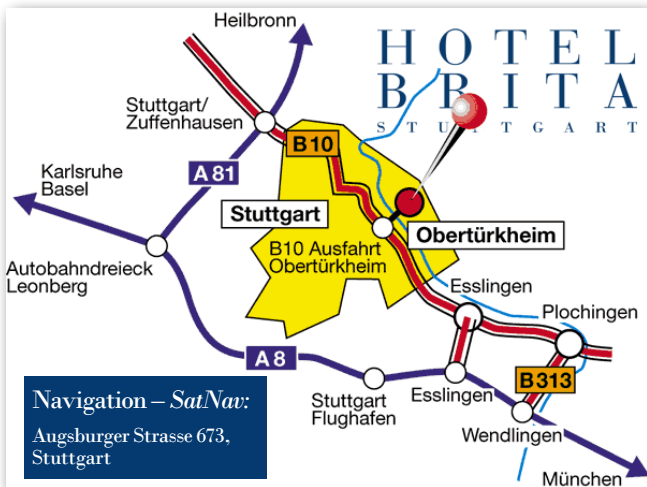 Heilbronn
HOTEL
BRITA
STUTTGART
Stuttgart/
Zuffenhausen
B10
A 81
Karlsruhe
Basel
Stuttgart
Obertürkheim
B10 Ausfahrt
Obertürkheim
Autobahndreieck
Leonberg
Esslingen
Plochingen
A 8
B313
Stuttgart
Flughafen
Esslingen
Wendlingen
München
Navigation – SatNav:
Augsburger Strasse 673,
Stuttgart